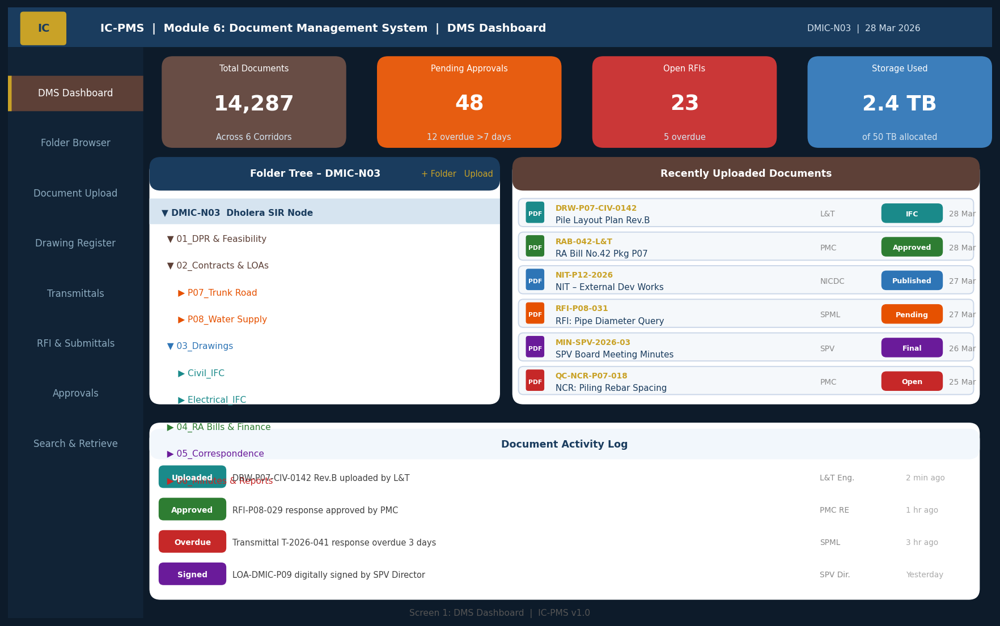 IC
IC-PMS | Module 6: Document Management System | DMS Dashboard
DMIC-N03 | 28 Mar 2026
DMS Dashboard
Folder Browser
Document Upload
Drawing Register
Transmittals
RFI & Submittals
Approvals
Search & Retrieve
Total Documents
14,287
Across 6 Corridors
Pending Approvals
48
12 overdue >7 days
Open RFIs
23
5 overdue
Storage Used
2.4 TB
of 50 TB allocated
Folder Tree – DMIC-N03
+ Folder Upload
▼ DMIC-N03 Dholera SIR Node
▼ 01_DPR & Feasibility
▼ 02_Contracts & LOAs
▶ P07_Trunk Road
▶ P08_Water Supply
▼ 03_Drawings
▶ Civil_IFC
▶ Electrical_IFC
▶ 04_RA Bills & Finance
▶ 05_Correspondence
▶ 06_Minutes & Reports
Recently Uploaded Documents
PDF
DRW-P07-CIV-0142
Pile Layout Plan Rev.B
L&T
IFC
28 Mar
PDF
RAB-042-L&T
RA Bill No.42 Pkg P07
PMC
Approved
28 Mar
PDF
NIT-P12-2026
NIT – External Dev Works
NICDC
Published
27 Mar
PDF
RFI-P08-031
RFI: Pipe Diameter Query
SPML
Pending
27 Mar
PDF
MIN-SPV-2026-03
SPV Board Meeting Minutes
SPV
Final
26 Mar
PDF
QC-NCR-P07-018
NCR: Piling Rebar Spacing
PMC
Open
25 Mar
Document Activity Log
Uploaded
DRW-P07-CIV-0142 Rev.B uploaded by L&T
L&T Eng.
2 min ago
Approved
RFI-P08-029 response approved by PMC
PMC RE
1 hr ago
Overdue
Transmittal T-2026-041 response overdue 3 days
SPML
3 hr ago
Signed
LOA-DMIC-P09 digitally signed by SPV Director
SPV Dir.
Yesterday
Screen 1: DMS Dashboard | IC-PMS v1.0